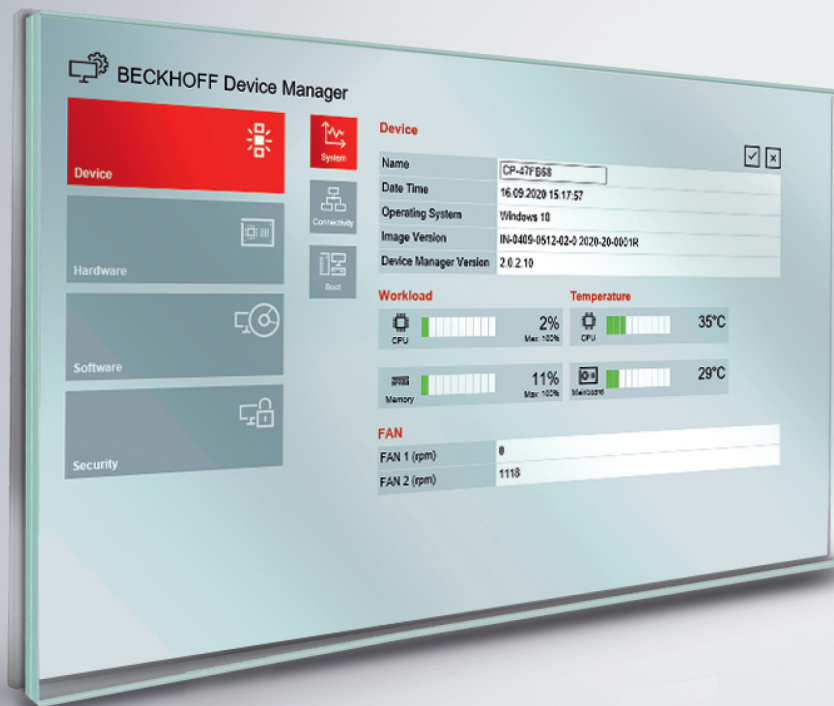 BECKHOFF Device Manager
Device
Hardware
Software
Security
System
Connectivity
Boot
Device
Name CP-47FB68
Date Time 16.09.2020 15:17:57
Operating System Windows 10
Image Version IN-0409-0512-02-0 2020-20-0001R
Device Manager Version 2.0.2.10
Workload
CPU 2%
Max: 100%
Memory 11%
Max: 100%
Temperature
CPU 35°C
Mainboard 29°C
FAN
FAN 1 (rpm) 0
FAN 2 (rpm) 1118